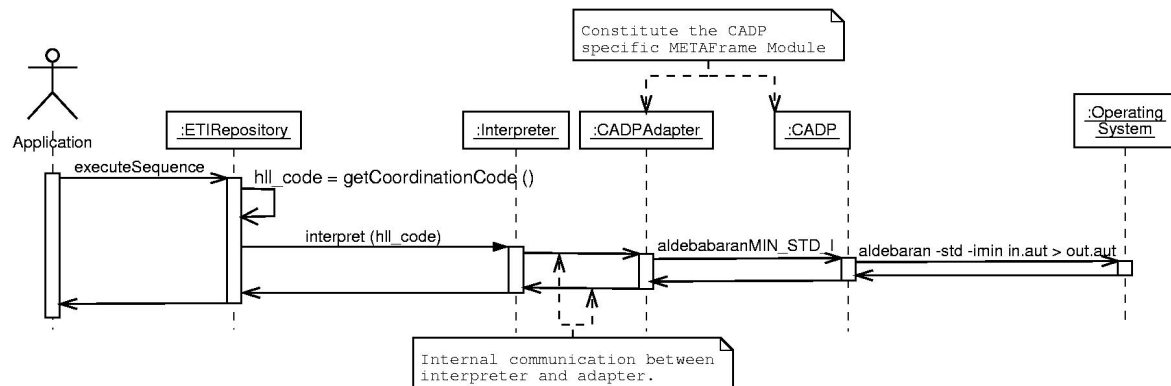 Constitute the CADP
specific METAFrame Module
Application
:ETIRepository
:Interpreter
:CADPAdapter
:CADP
:Operating
System
executeSequence
hll_code = getCoordinationCode ()
interpret (hll_code)
aldebabaranMIN_STD_I
aldebaran -std -imin in.aut > out.aut
Internal communication between
interpreter and adapter.